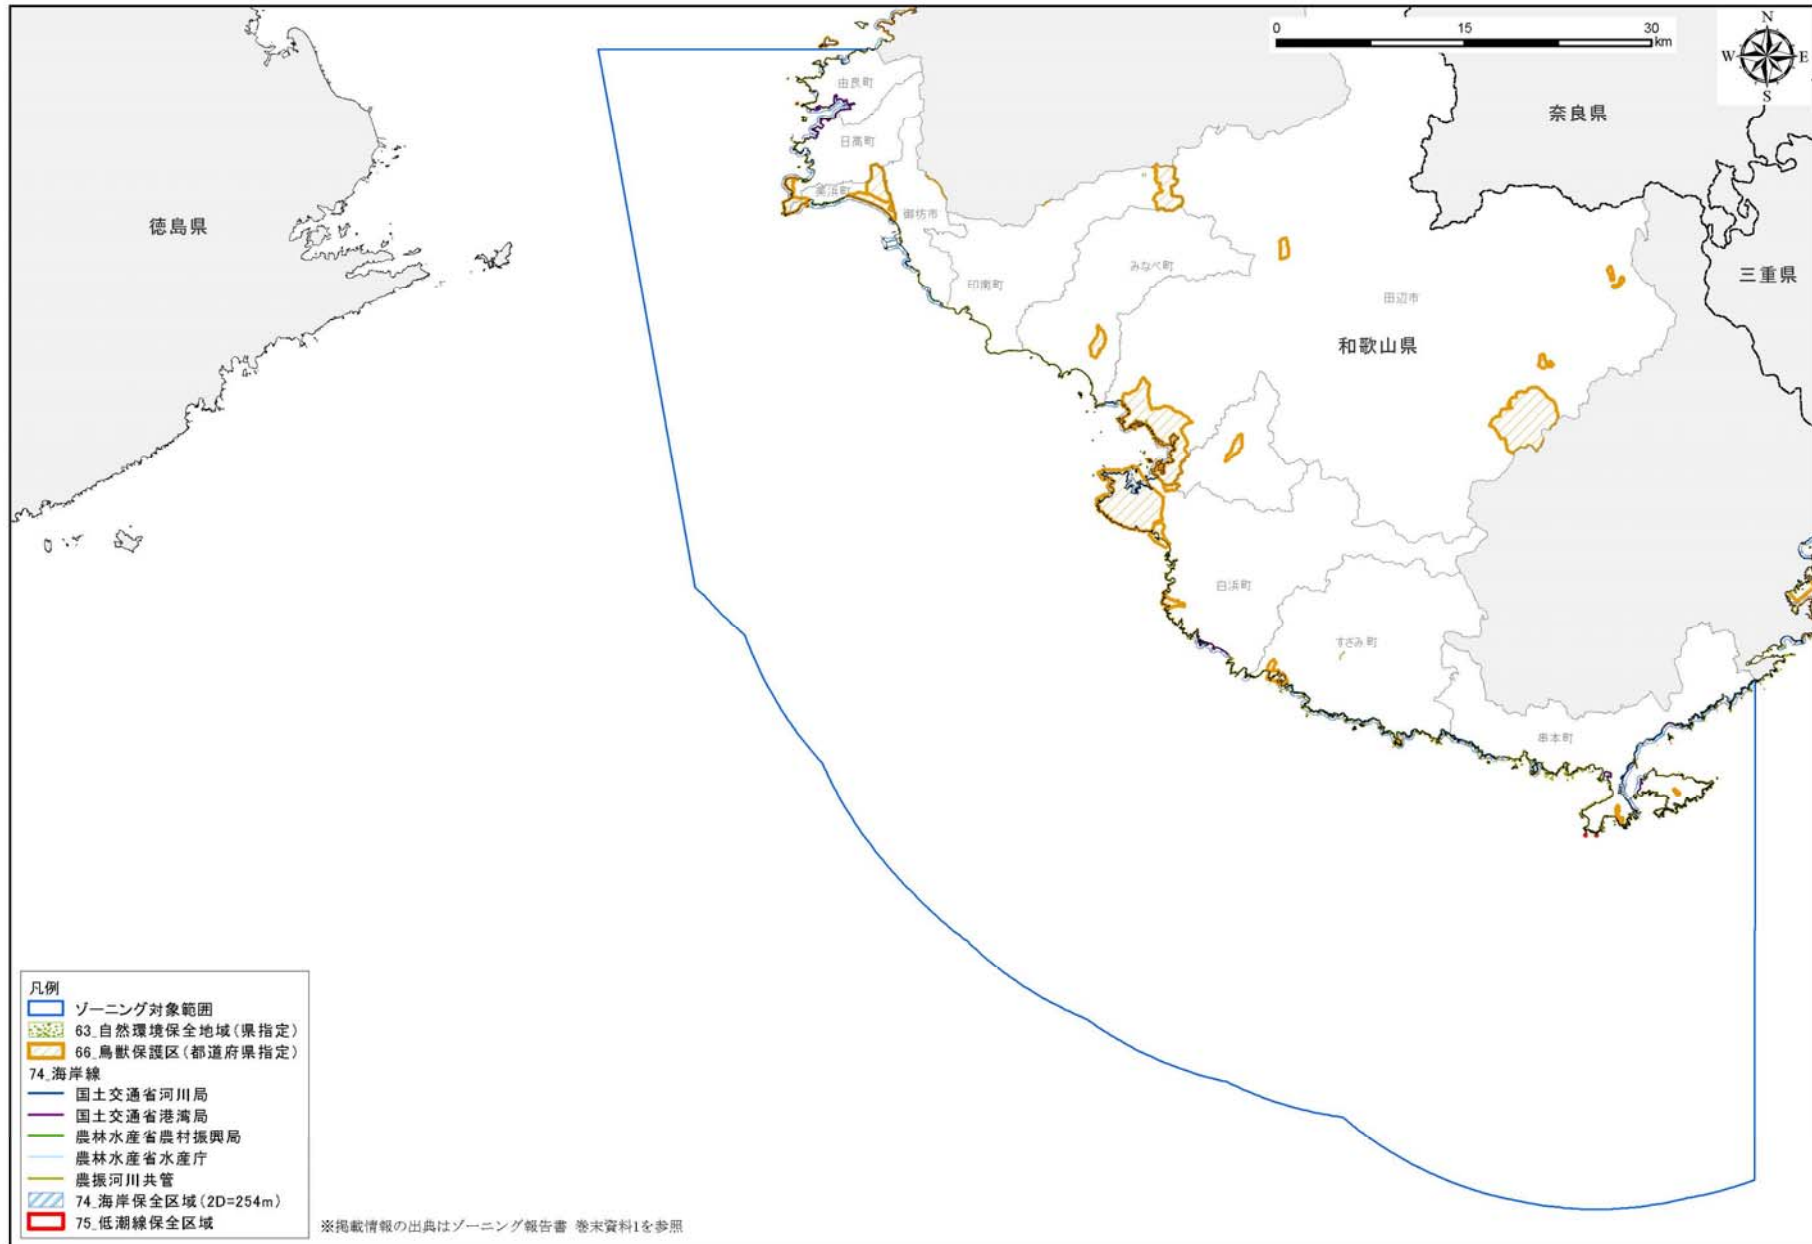 0 15 30
km
N
W E
S
奈良県
由良町
日高町
美浜町
御坊市
徳島県
みなべ町
印南町
田辺市
三重県
和歌山県
白浜町
すさみ町
串本町
凡例
ゾーニング対象範囲
63_自然環境保全地域(県指定)
66_鳥獣保護区(都道府県指定)
74_海岸線
国土交通省河川局
国土交通省港湾局
農林水産省農村振興局
農林水産省水産庁
農振河川共管
74_海岸保全区域(2D=254m)
75_低潮線保全区域
※掲載情報の出典はゾーニング報告書 巻末資料1を参照